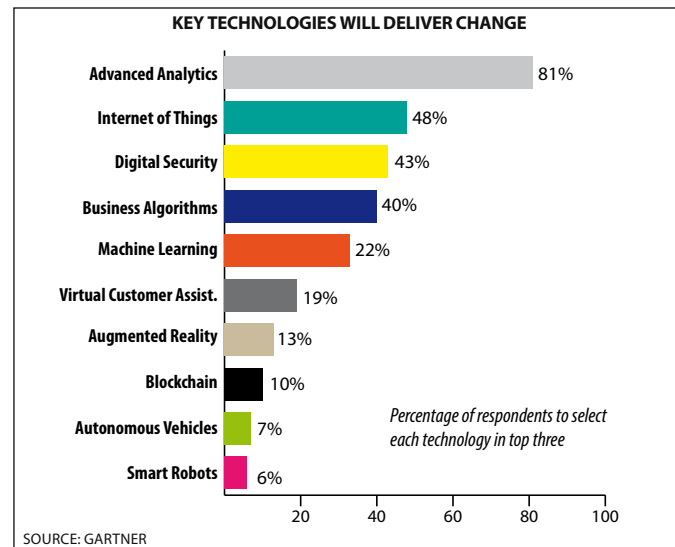 KEY TECHNOLOGIES WILL DELIVER CHANGE
Advanced Analytics 81%
Internet of Things 48%
Digital Security 43%
Business Algorithms 40%
Machine Learning 22%
Virtual Customer Assist. 19%
Augmented Reality 13%
Blockchain 10%
Autonomous Vehicles 7%
Smart Robots 6%
Percentage of respondents to select
each technology in top three
20 40 60 80 100
SOURCE: GARTNER